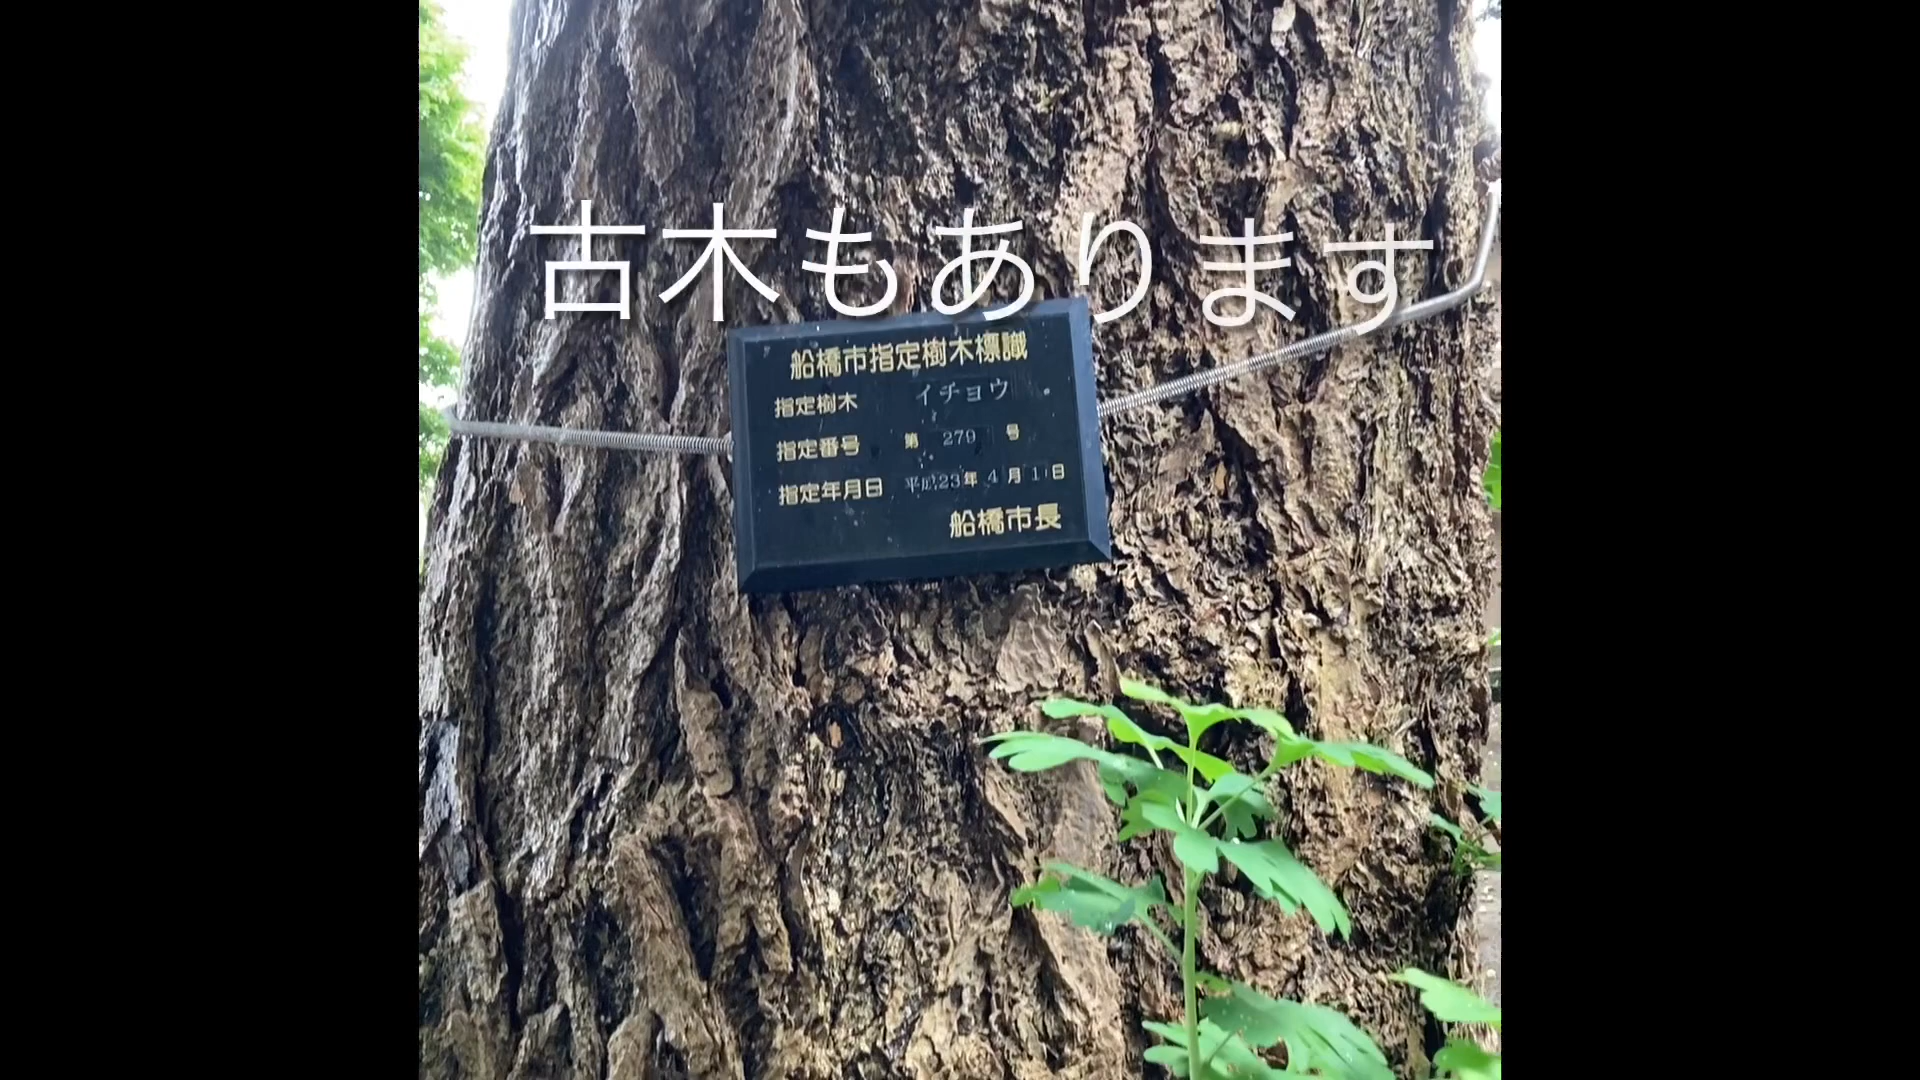 古木もあります
船橋市指定樹木標識
指定樹木 イチョウ
指定番号 第 279 号
指定年月日 平成23年 4月 1日
船橋市長